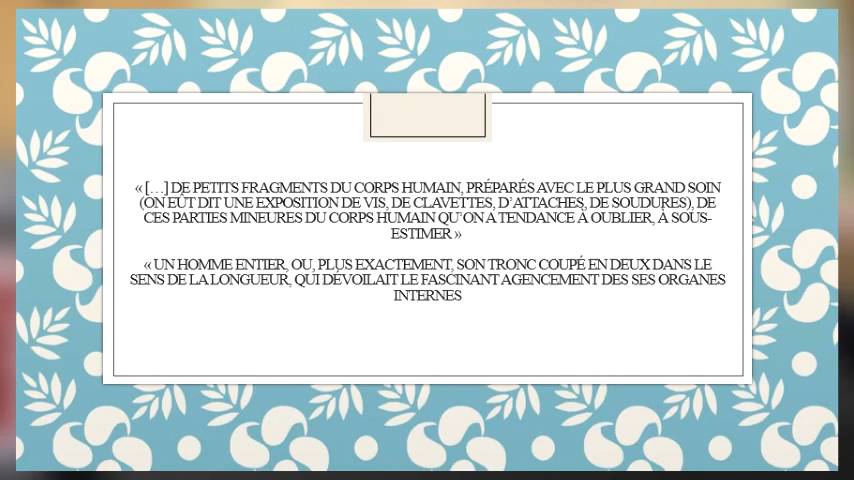 « […] DE PETITS FRAGMENTS DU CORPS HUMAIN, PRÉPARÉS AVEC LE PLUS GRAND SOIN
(ON EÛT DIT UNE EXPOSITION DE VIS, DE CLAVETTES, D’ATTACHES, DE SOUDURES), DE
CES PARTIES MINEURES DU CORPS HUMAIN QU’ON A TENDANCE À OUBLIER, À SOUS-
ESTIMER »
« UN HOMME ENTIER, OU, PLUS EXACTEMENT, SON TRONC COUPÉ EN DEUX DANS LE
SENS DE LA LONGUEUR, QUI DÉVOILAIT LE FASCINANT AGENCEMENT DES SES ORGANES
INTERNES